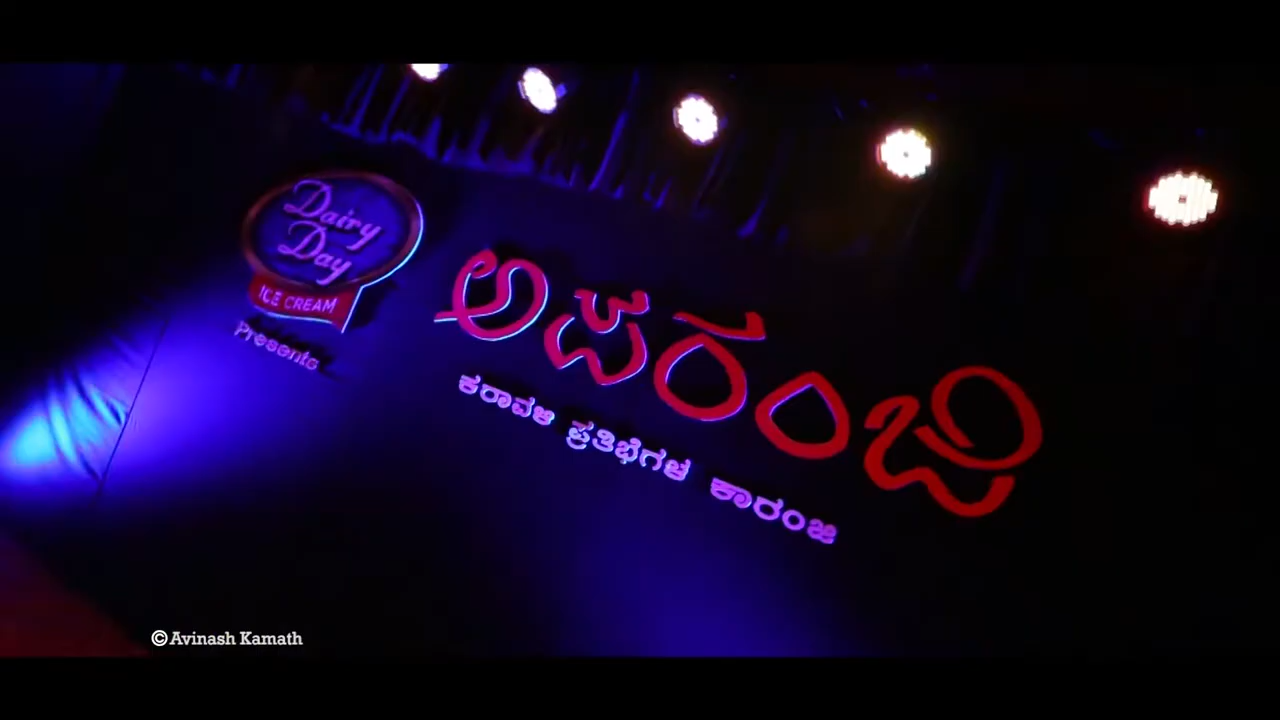 Dairy
Day
ICE CREAM
Presents
ಅಪರಂಜಿ
ಕರಾವಳಿ ಪ್ರತಿಭೆಗಳ ಕಾರಂಜಿ
©Avinash Kamath